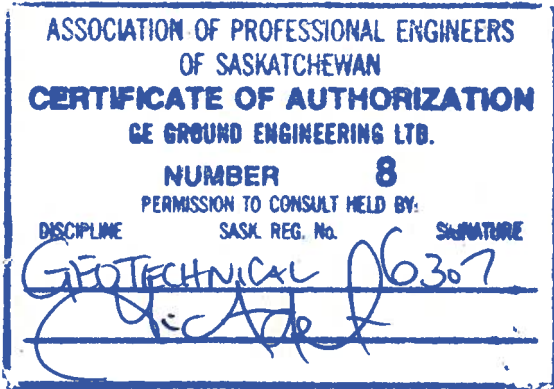 ASSOCIATION OF PROFESSIONAL ENGINEERS
OF SASKATCHEWAN
CERTIFICATE OF AUTHORIZATION
GE GROUND ENGINEERING LTD.
NUMBER 8
PERMISSION TO CONSULT HELD BY:
DISCIPLINE SASK. REG. No. SIGNATURE
GEOTECHNICAL 6307